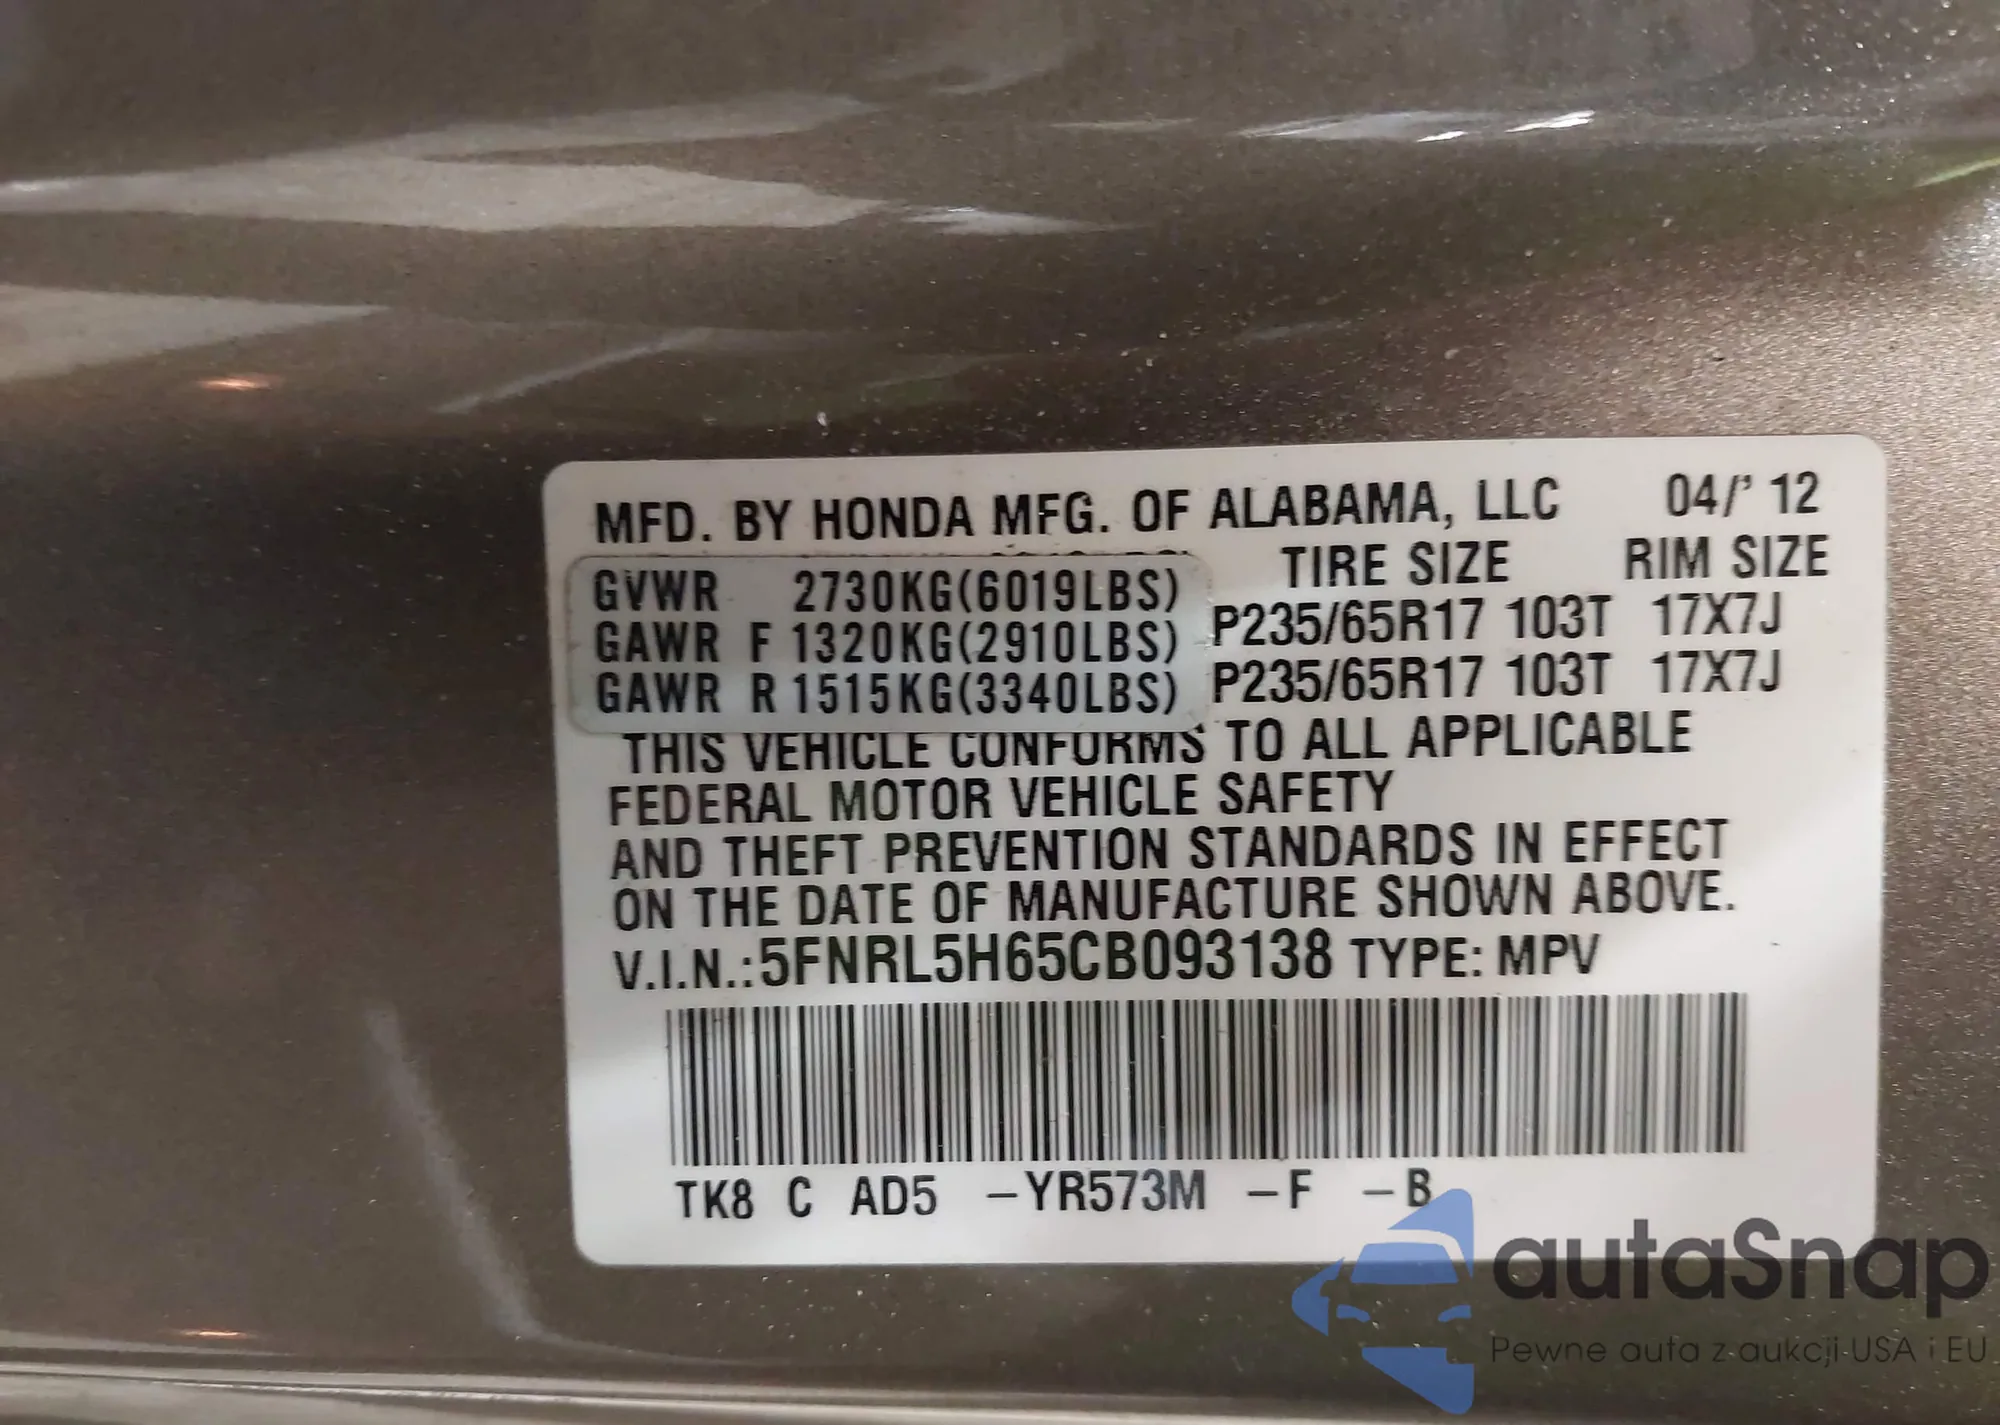 MFD. BY HONDA MFG. OF ALABAMA, LLC 04/' 12
TIRE SIZE RIM SIZE
GVWR 2730KG(6019LBS)
GAWR F 1320KG(2910LBS) P235/65R17 103T 17X7J
GAWR R 1515KG(3340LBS) P235/65R17 103T 17X7J
THIS VEHICLE CONFORMS TO ALL APPLICABLE
FEDERAL MOTOR VEHICLE SAFETY
AND THEFT PREVENTION STANDARDS IN EFFECT
ON THE DATE OF MANUFACTURE SHOWN ABOVE.
V.I.N.:5FNRL5H65CB093138 TYPE: MPV
TK8 C AD5 –YR573M –F –B
autaSnap
Pewne auta z aukcji USA i EU